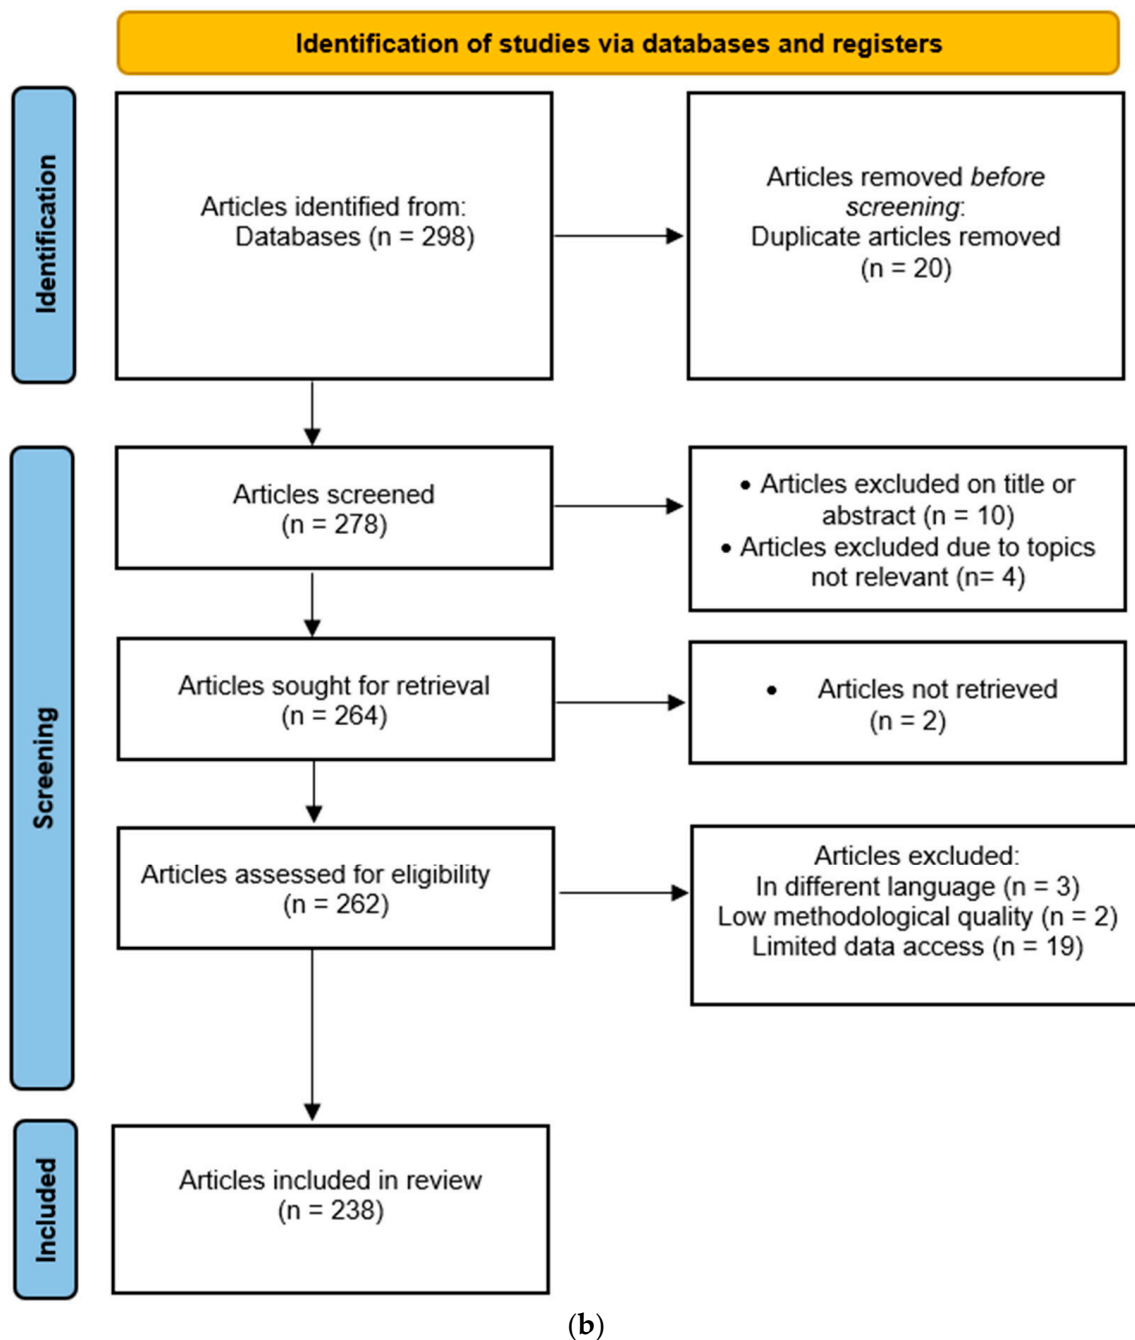 Identification of studies via databases and registers
Identification
Articles identified from:
Databases (n = 298)
Articles removed before
screening:
Duplicate articles removed
(n = 20)
Screening
Articles screened
(n = 278)
• Articles excluded on title or
abstract (n = 10)
• Articles excluded due to topics
not relevant (n= 4)
Articles sought for retrieval
(n = 264)
• Articles not retrieved
(n = 2)
Articles assessed for eligibility
(n = 262)
Articles excluded:
In different language (n = 3)
Low methodological quality (n = 2)
Limited data access (n = 19)
Included
Articles included in review
(n = 238)
(b)